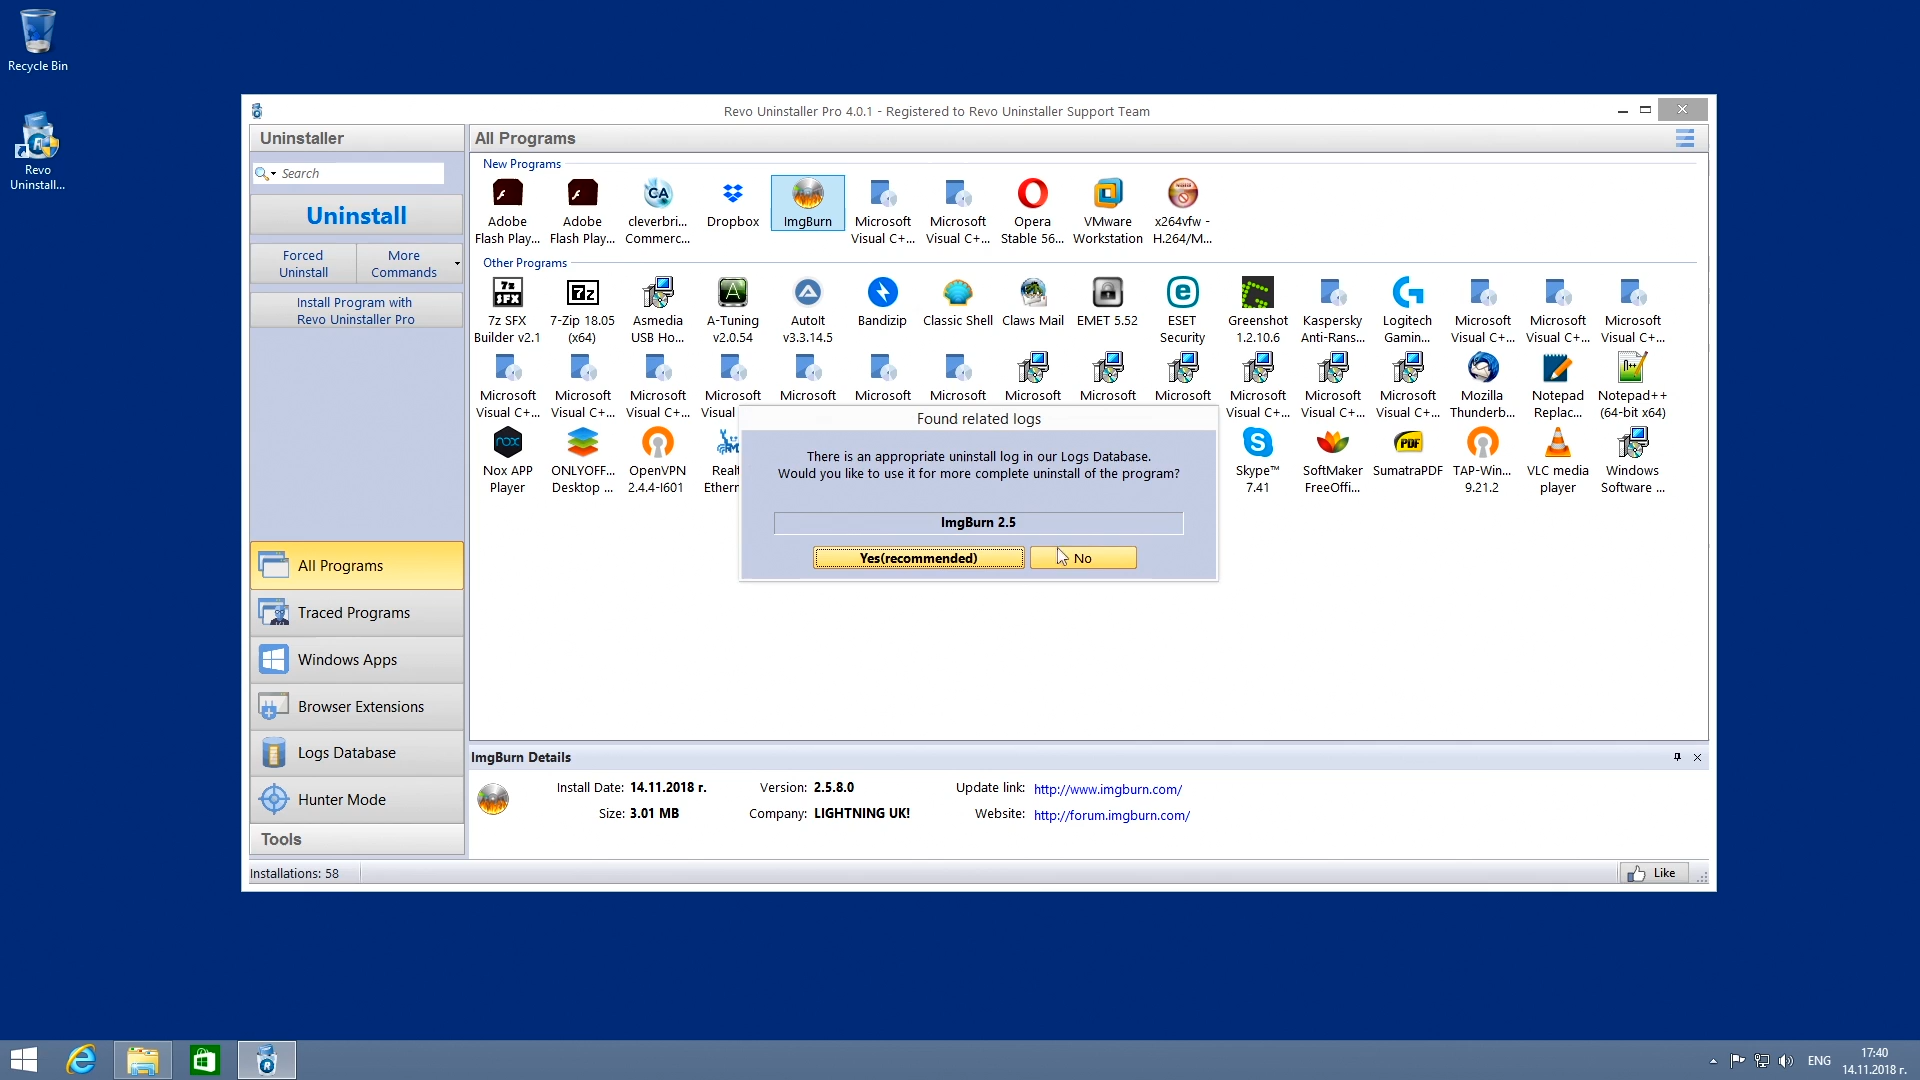 Recycle Bin
Revo
Uninstall...
Revo Uninstaller Pro 4.0.1 - Registered to Revo Uninstaller Support Team
Uninstaller
Search
Uninstall
Forced
Uninstall
More
Commands
Install Program with
Revo Uninstaller Pro
All Programs
Traced Programs
Windows Apps
Browser Extensions
Logs Database
Hunter Mode
Tools
All Programs
New Programs
Adobe
Flash Play...
Adobe
Flash Play...
cleverbri...
Commerc...
Dropbox
ImgBurn
Microsoft
Visual C+...
Microsoft
Visual C+...
Opera
Stable 56...
VMware
Workstation
x264vfw -
H.264/M...
Other Programs
7z SFX
Builder v2.1
7-Zip 18.05
(x64)
Asmedia
USB Ho...
A-Tuning
v2.0.54
AutoIt
v3.3.14.5
Bandizip
Classic Shell
Claws Mail
EMET 5.52
ESET
Security
Greenshot
1.2.10.6
Kaspersky
Anti-Rans...
Logitech
Gamin...
Microsoft
Visual C+...
Microsoft
Visual C+...
Microsoft
Visual C+...
Microsoft
Visual C+...
Microsoft
Visual C+...
Microsoft
Visual C+...
Microsoft
Visual
Microsoft
Microsoft
Microsoft
Microsoft
Microsoft
Microsoft
Microsoft
Visual C+...
Microsoft
Visual C+...
Microsoft
Visual C+...
Mozilla
Thunderb...
Notepad
Replac...
Notepad++
(64-bit x64)
Nox APP
Player
ONLYOFF...
Desktop ...
OpenVPN
2.4.4-I601
Realt
Ethern
Skype™
7.41
SoftMaker
FreeOffi...
SumatraPDF
TAP-Win...
9.21.2
VLC media
player
Windows
Software ...
Found related logs
There is an appropriate uninstall log in our Logs Database.
Would you like to use it for more complete uninstall of the program?
ImgBurn 2.5
Yes(recommended)
No
ImgBurn Details
Install Date: 14.11.2018 г.
Size: 3.01 MB
Version: 2.5.8.0
Company: LIGHTNING UK!
Update link: http://www.imgburn.com/
Website: http://forum.imgburn.com/
Installations: 58
Like
ENG
17:40
14.11.2018 г.